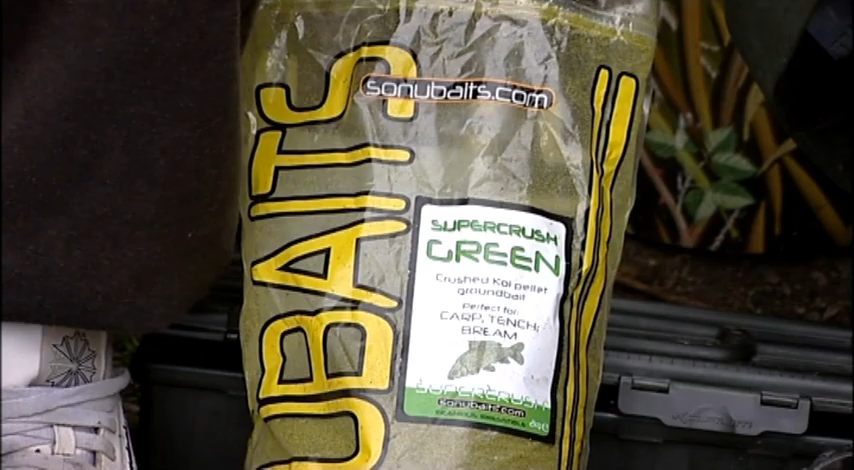 sonubaits.com
UBAITS
SUPERCRUSH
GREEN
Crushed Koi pellet
groundbait
perfect for:
CARP, TENCH,
BREAM
SUPERCRUSH
sonubaits.com